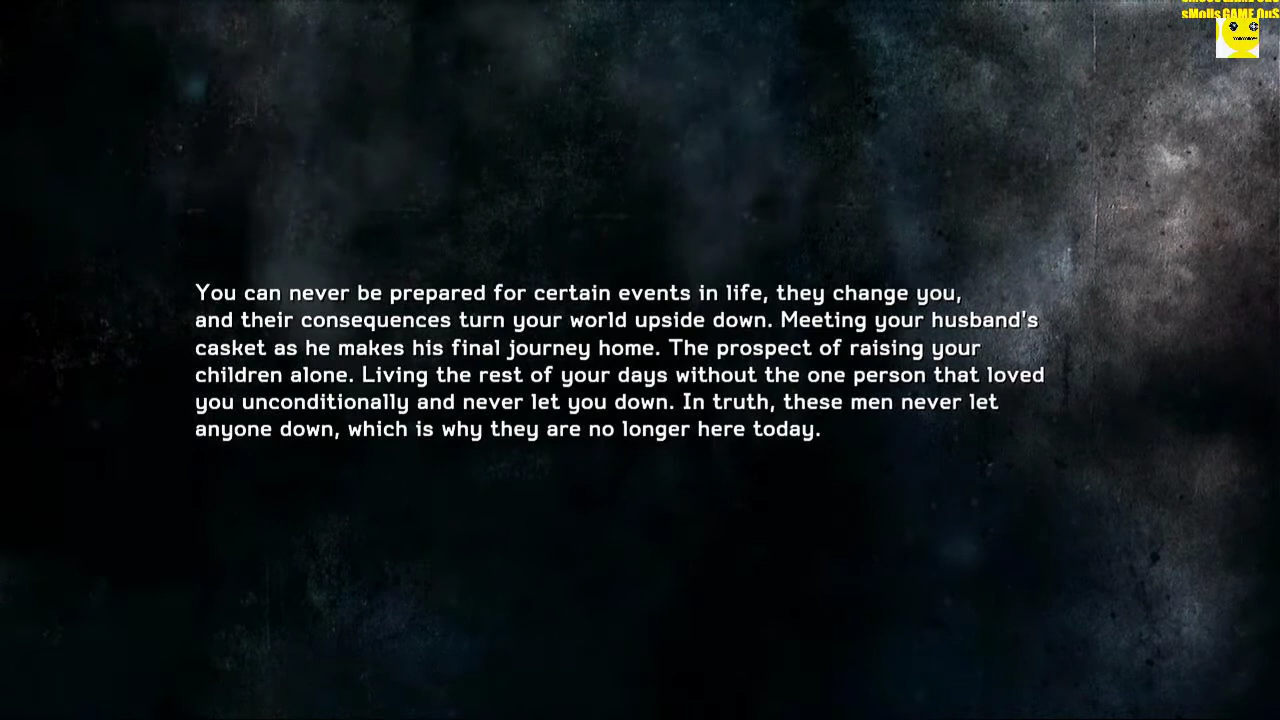 sMolls GAME OuS
You can never be prepared for certain events in life, they change you,
and their consequences turn your world upside down. Meeting your husband's
casket as he makes his final journey home. The prospect of raising your
children alone. Living the rest of your days without the one person that loved
you unconditionally and never let you down. In truth, these men never let
anyone down, which is why they are no longer here today.